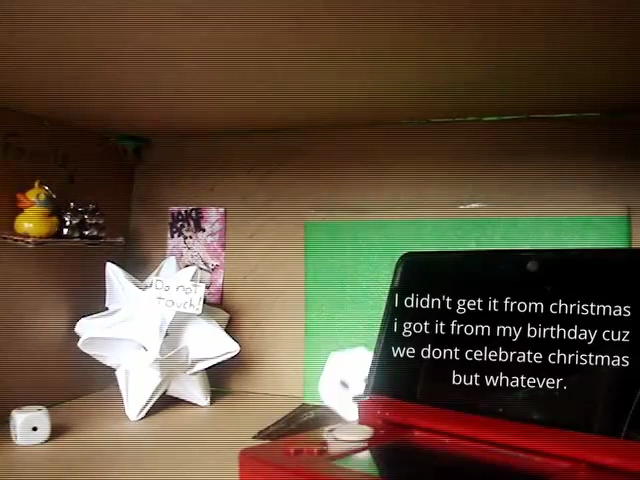 JAKE
Do not
touch!
I didn't get it from christmas
i got it from my birthday cuz
we dont celebrate christmas
but whatever.